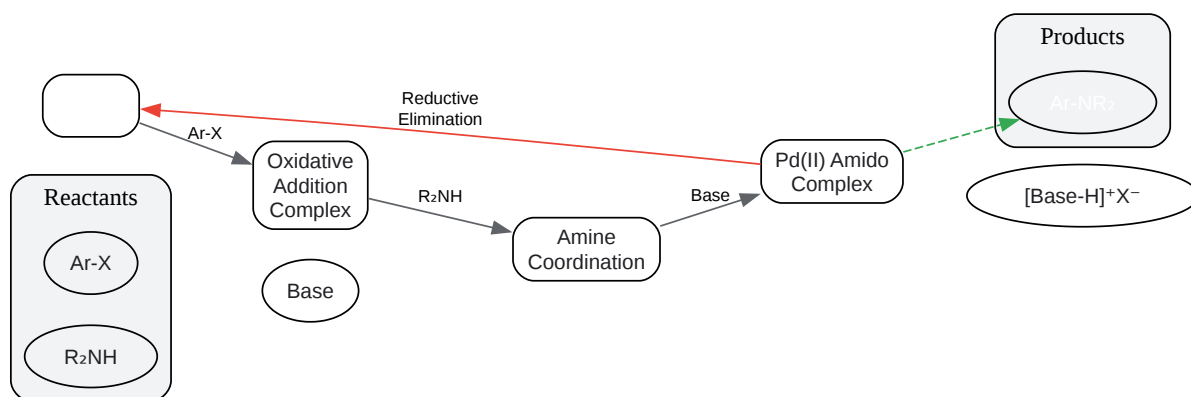 Products
Ar-NR₂
Reductive
Elimination
Ar-X
Oxidative
Addition
Complex
Pd(II) Amido
Complex
Reactants
R₂NH
Base
[Base-H]⁺X⁻
Amine
Coordination
Ar-X
Base
R₂NH